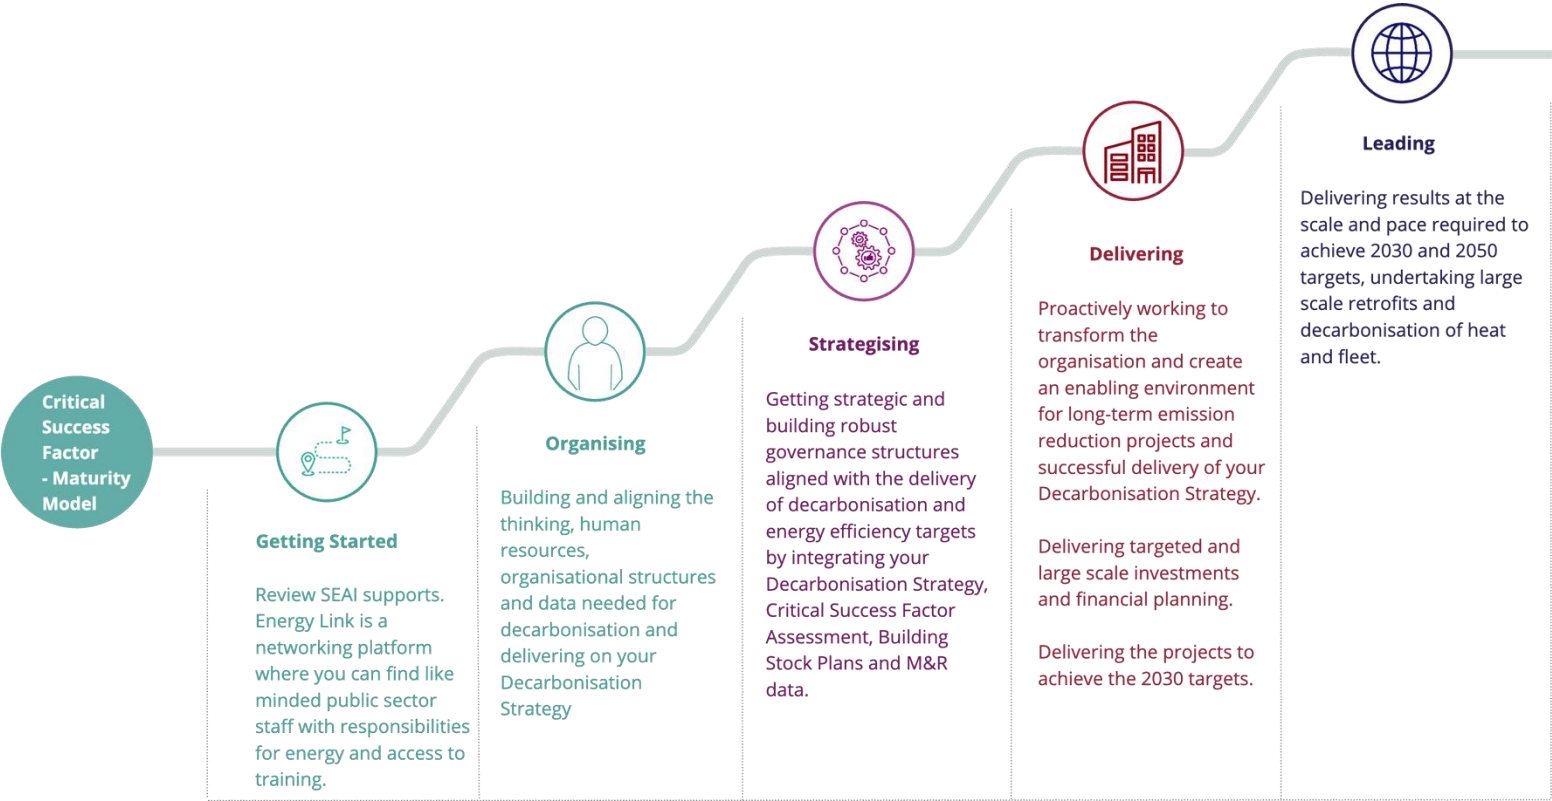 Critical
Success
Factor
- Maturity
Model
Getting Started
Review SEAI supports.
Energy Link is a
networking platform
where you can find like
minded public sector
staff with responsibilities
for energy and access to
training.
Organising
Building and aligning the
thinking, human
resources,
organisational structures
and data needed for
decarbonisation and
delivering on your
Decarbonisation
Strategy
Strategising
Getting strategic and
building robust
governance structures
aligned with the delivery
of decarbonisation and
energy efficiency targets
by integrating your
Decarbonisation Strategy,
Critical Success Factor
Assessment, Building
Stock Plans and M&R
data.
Delivering
Proactively working to
transform the
organisation and create
an enabling environment
for long-term emission
reduction projects and
successful delivery of your
Decarbonisation Strategy.
Delivering targeted and
large scale investments
and financial planning.
Delivering the projects to
achieve the 2030 targets.
Leading
Delivering results at the
scale and pace required to
achieve 2030 and 2050
targets, undertaking large
scale retrofits and
decarbonisation of heat
and fleet.